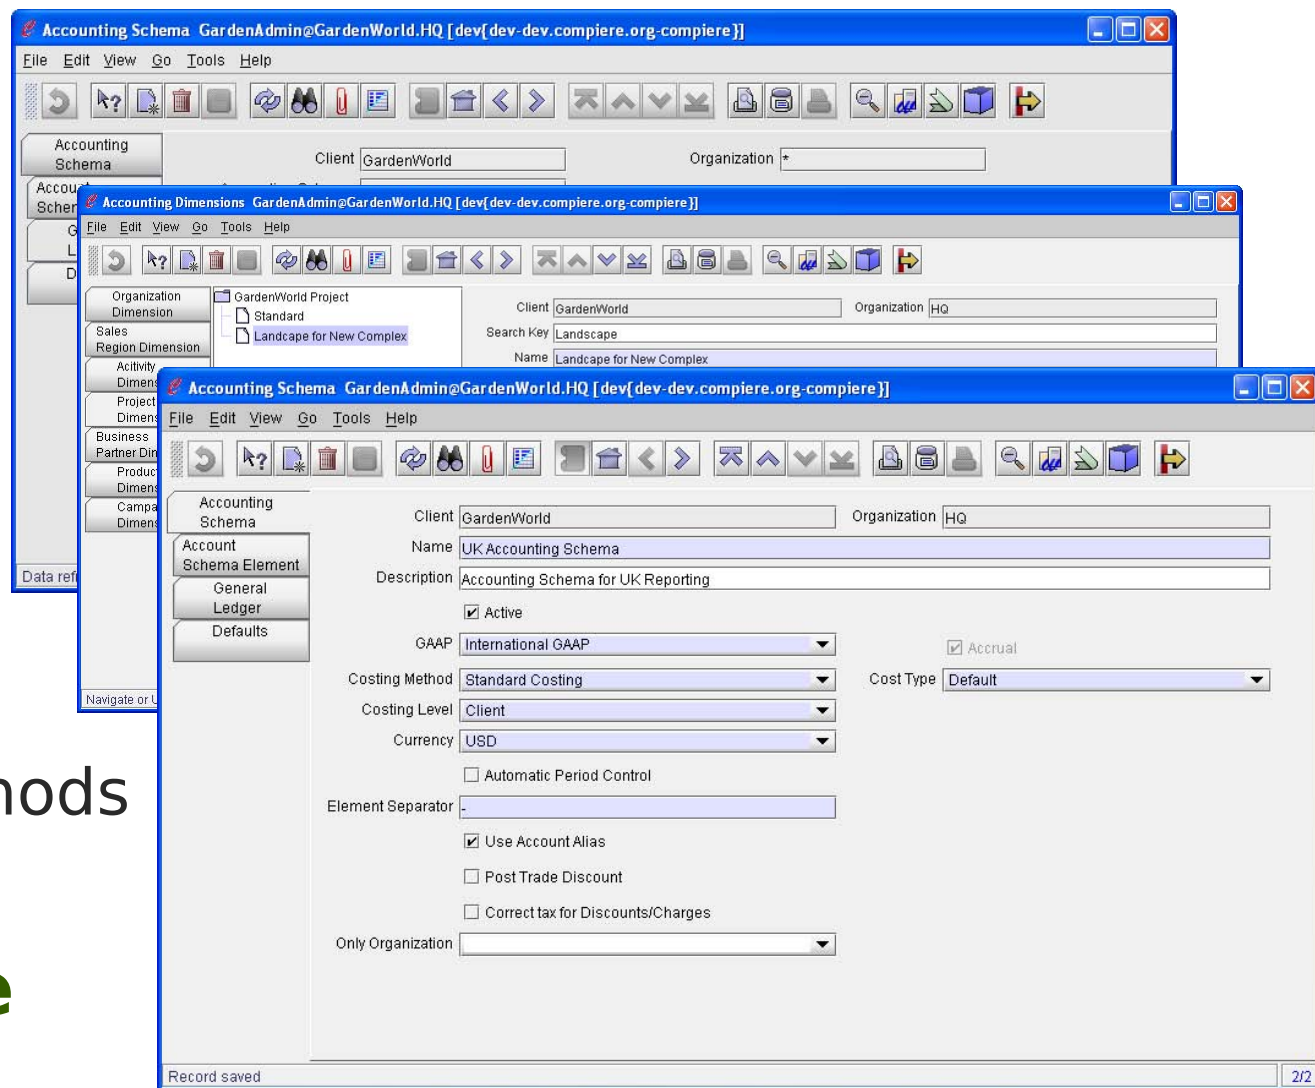 Accounting Schema GardenAdmin@GardenWorld.HQ [dev{dev-dev.compiere.org-compiere}]
File Edit View Go Tools Help
Accounting
Schema
Client GardenWorld
Organization *
Data
Accounting Dimensions GardenAdmin@GardenWorld.HQ [dev{dev-dev.compiere.org-compiere}]
File Edit View Go Tools Help
Organization
Dimension
Sales
Region Dimension
Acitivity
Project
Business
Partner
GardenWorld Project
Standard
Landcape for New Complex
Client GardenWorld
Organization HQ
Search Key Landscape
Name Landcape for New Complex
Navigate or
Accounting Schema GardenAdmin@GardenWorld.HQ [dev{dev-dev.compiere.org-compiere}]
File Edit View Go Tools Help
Accounting
Schema
Account
Schema Element
General
Ledger
Defaults
Client GardenWorld
Organization HQ
Name UK Accounting Schema
Description Accounting Schema for UK Reporting
Active
GAAP International GAAP
Accrual
Costing Method Standard Costing
Cost Type Default
Costing Level Client
Currency USD
Automatic Period Control
Element Separator -
Use Account Alias
Post Trade Discount
Correct tax for Discounts/Charges
Only Organization
Record saved
2/2